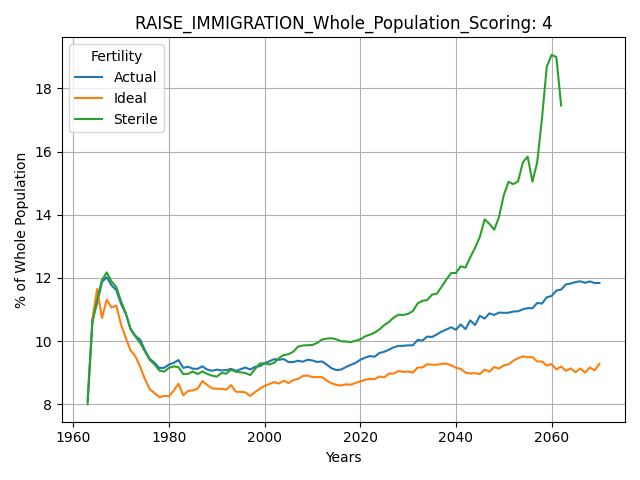 RAISE_IMMIGRATION_Whole_Population_Scoring: 4
Fertility
Actual
Ideal
Sterile
% of Whole Population
18
16
14
12
10
8
1960
1980
2000
2020
2040
2060
Years